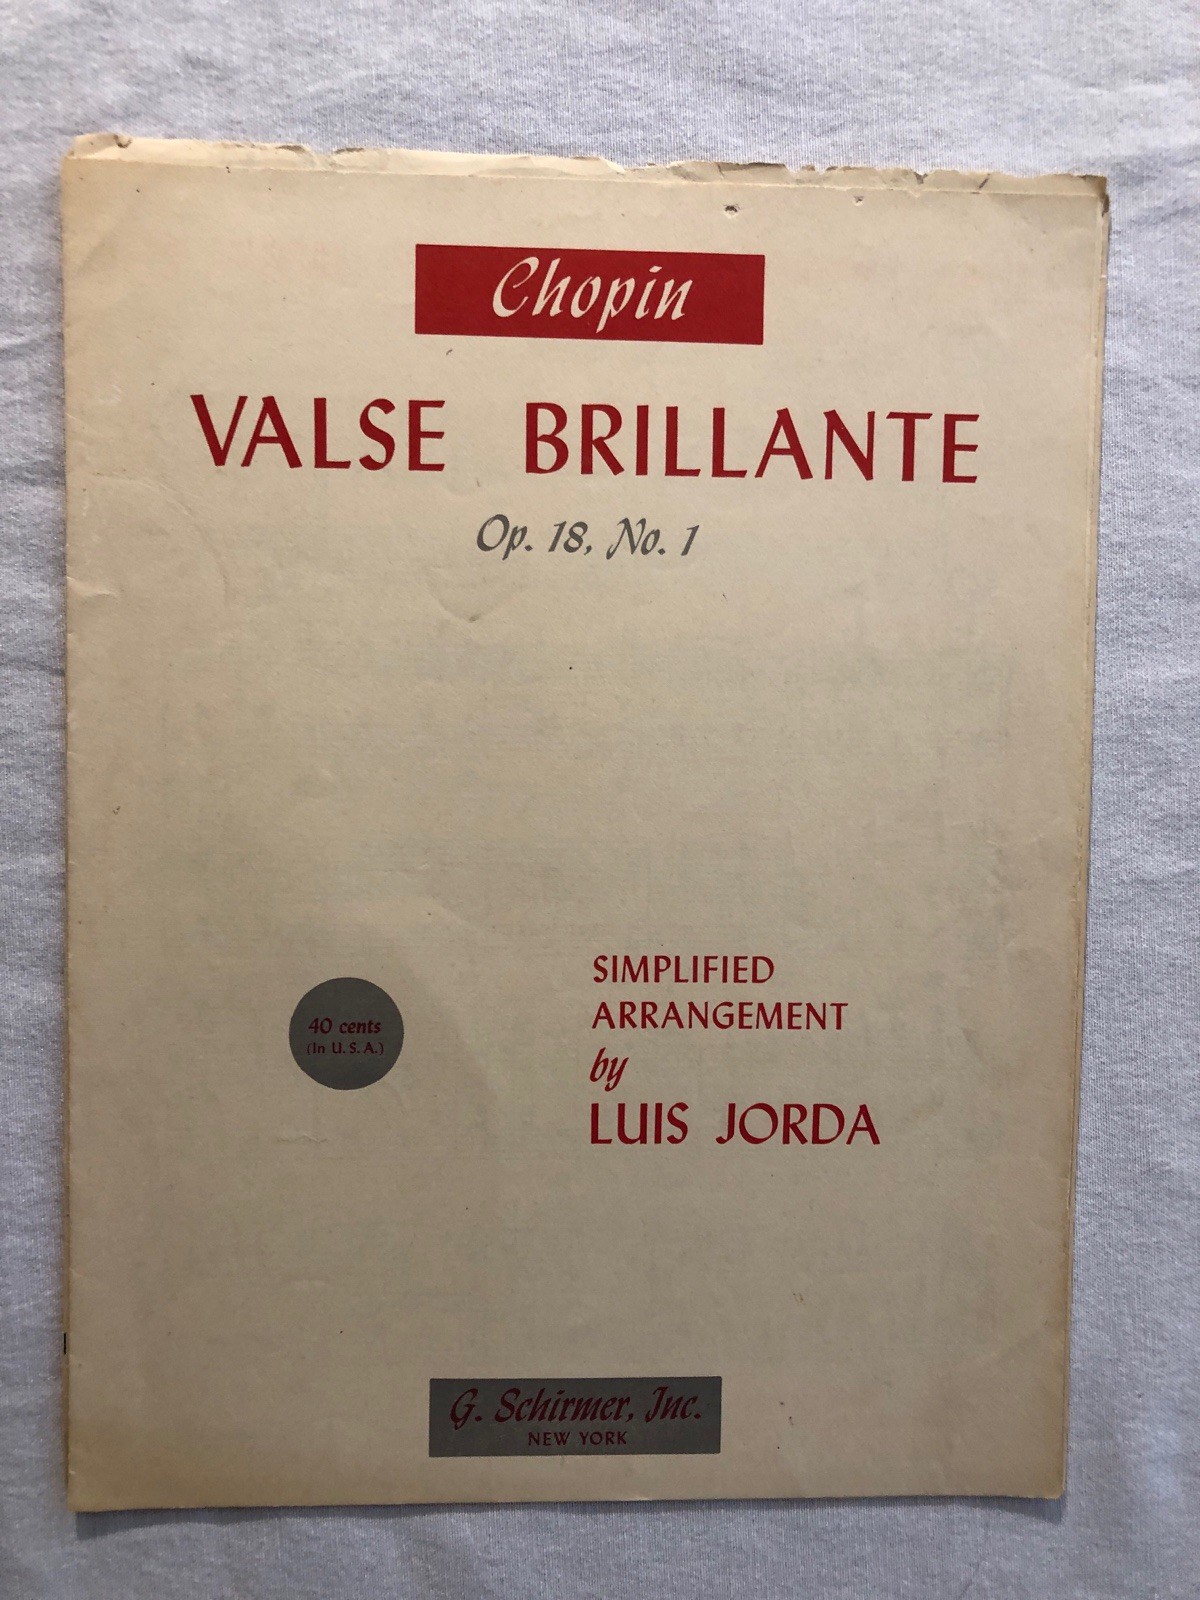 Chopin
VALSE BRILLANTE
Op. 18, No. 1
SIMPLIFIED
ARRANGEMENT
by
LUIS JORDA
40 cents
(In U. S. A.)
G. Schirmer, Inc.
NEW YORK